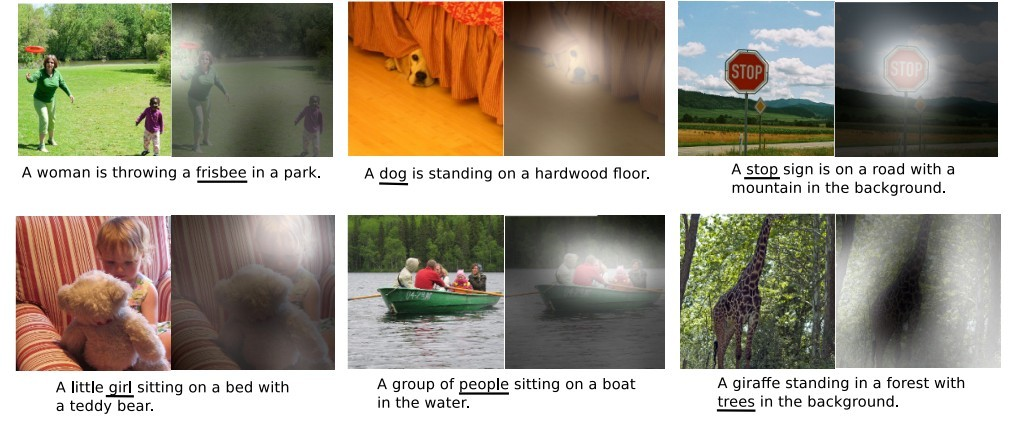 A woman is throwing a frisbee in a park.
A dog is standing on a hardwood floor.
STOP
STOP
A stop sign is on a road with a
mountain in the background.
A little girl sitting on a bed with
a teddy bear.
A group of people sitting on a boat
in the water.
A giraffe standing in a forest with
trees in the background.